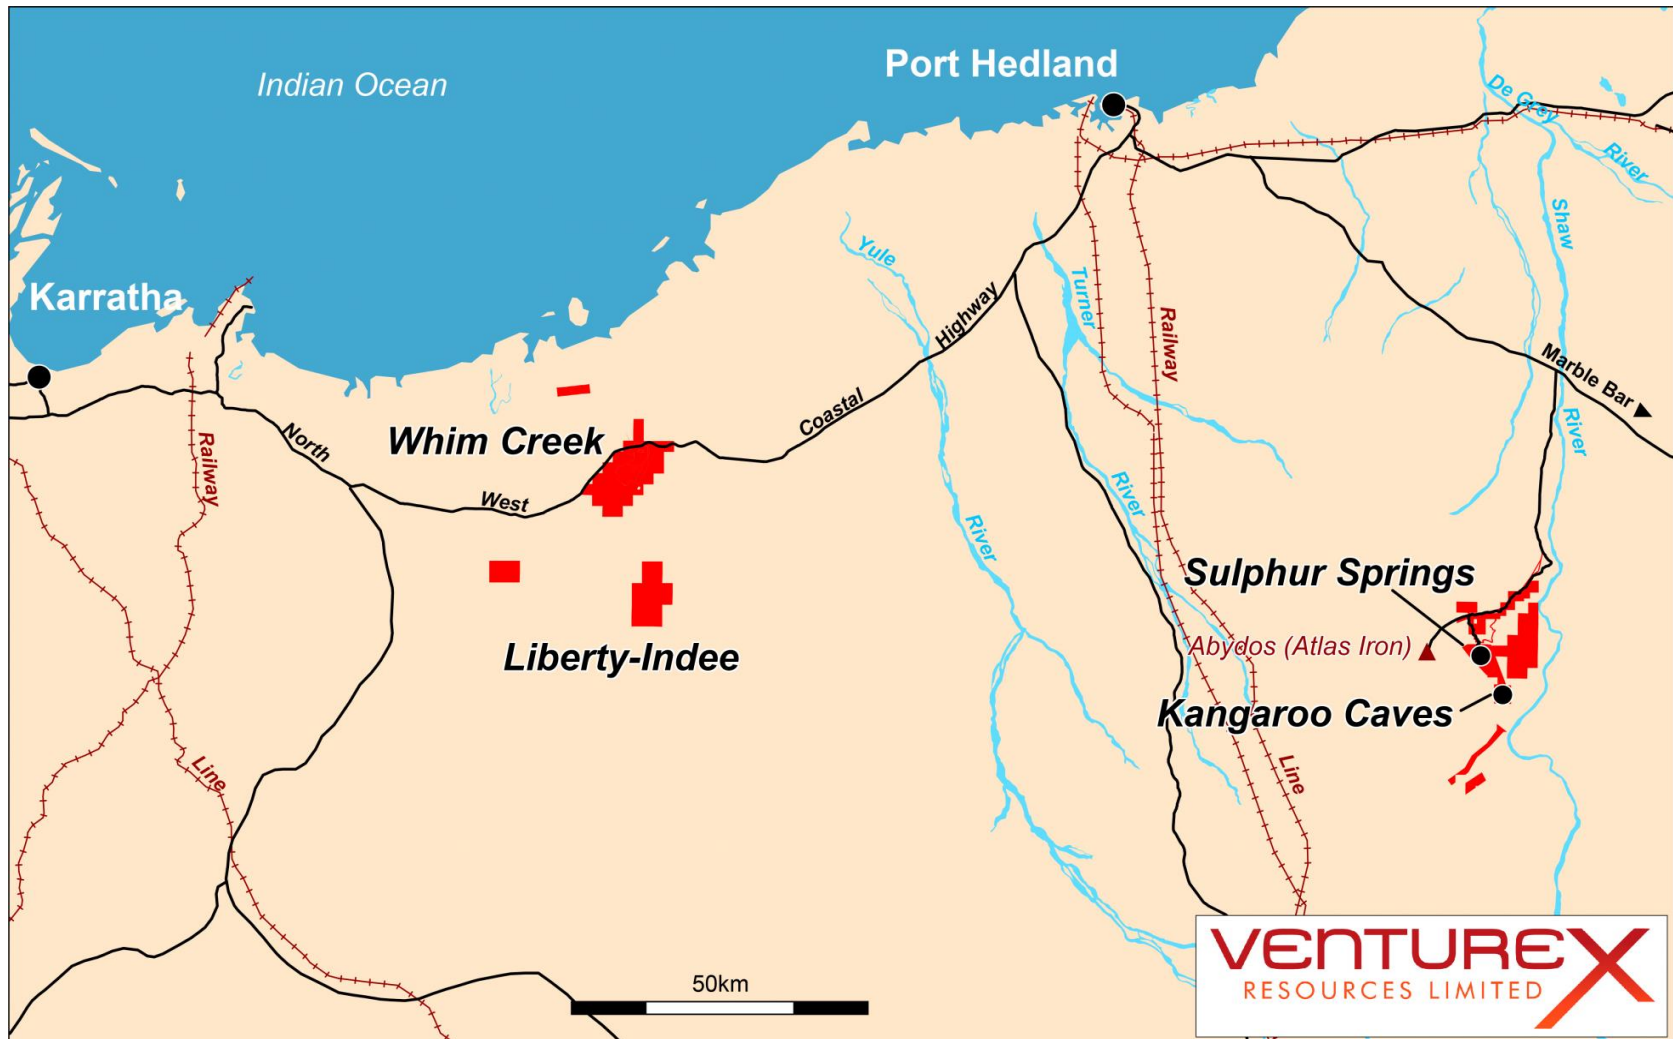 Indian Ocean
Port Hedland
De Grey
River
Shaw
River
Yule
River
Turner
River
Karratha
Railway
Line
Railway
Line
North
West
Coastal
Highway
Marble Bar
Whim Creek
Liberty-Indee
Sulphur Springs
Abydos (Atlas Iron)
Kangaroo Caves
50km
VENTUREX
RESOURCES LIMITED